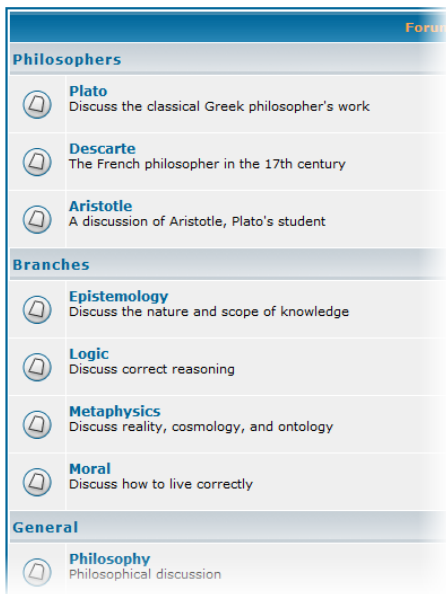 Forum
Philosophers
Plato
Discuss the classical Greek philosopher's work
Descarte
The French philosopher in the 17th century
Aristotle
A discussion of Aristotle, Plato's student
Branches
Epistemology
Discuss the nature and scope of knowledge
Logic
Discuss correct reasoning
Metaphysics
Discuss reality, cosmology, and ontology
Moral
Discuss how to live correctly
General
Philosophy
Philosophical discussion